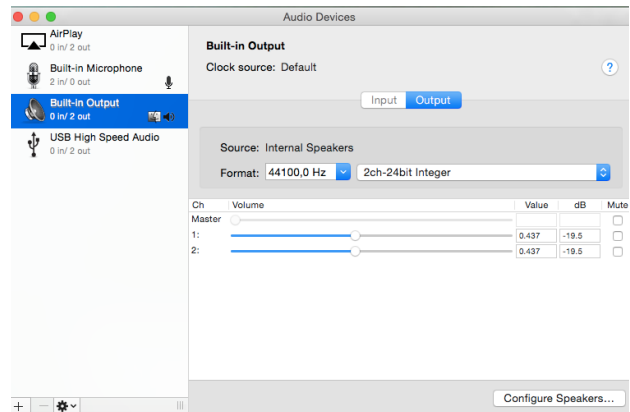 Audio Devices
AirPlay
0 in/ 2 out
Built-in Microphone
2 in/ 0 out
Built-in Output
0 in/ 2 out
USB High Speed Audio
0 in/ 2 out
Built-in Output
Clock source: Default
?
Input Output
Source: Internal Speakers
Format: 44100,0 Hz 2ch-24bit Integer
Ch Volume Value dB Mute
Master
1: 0.437 -19.5
2: 0.437 -19.5
Configure Speakers...